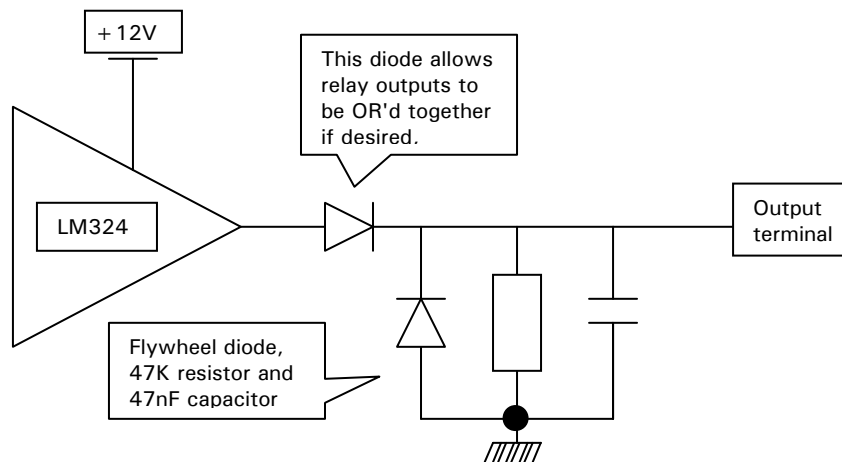 +12V
This diode allows
relay outputs to
be OR'd together
if desired.
LM324
Output
terminal
Flywheel diode,
47K resistor and
47nF capacitor